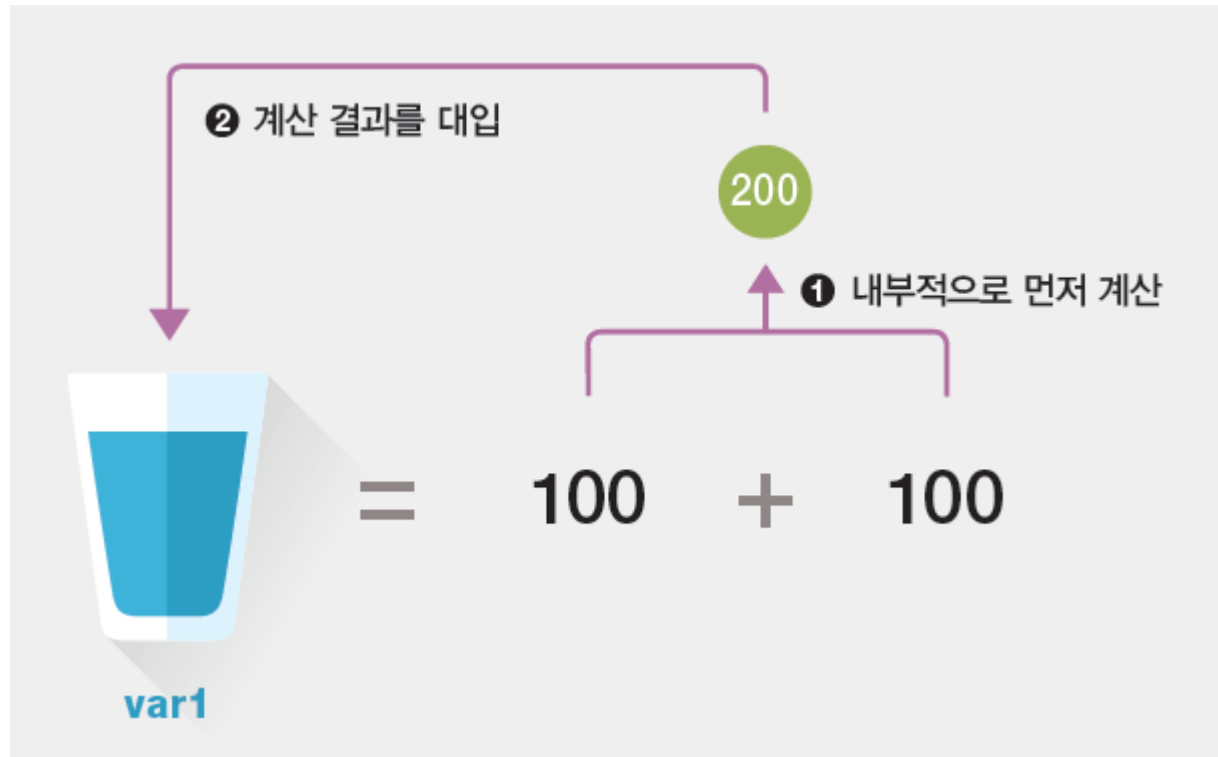 ❷ 계산 결과를 대입
200
❶ 내부적으로 먼저 계산
= 100 + 100
var1